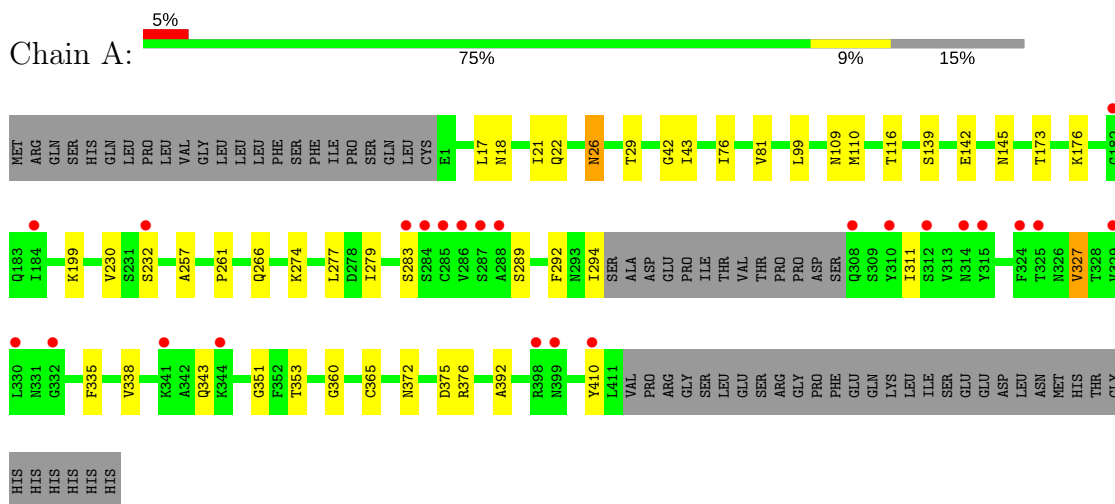 5%
Chain A:
75% 9% 15%
MET ARG GLN SER HIS GLN LEU PRO LEU VAL GLY LEU LEU LEU PHE SER PHE ILE PRO SER GLN LEU CYS E1 L17 N18 I21 Q22 N26 T29 G42 I43 I76 V81 L99 N109 M110 T116 S139 E142 N145 T173 K176 G182
Q183 I184 K199 V230 S231 S232 A257 P261 Q266 K274 L277 D278 I279 S283 S284 C285 V286 S287 A288 S289 F292 N293 I294 SER ALA ASP GLU PRO ILE THR VAL THR PRO PRO ASP SER Q308 S309 Y310 I311 S312 V313 N314 Y315 F324 T325 N326 V327 T328 V329
L330 N331 G332 F335 V338 K341 A342 Q343 K344 G351 F352 T353 G360 C365 N372 D375 R376 A392 R398 N399 Y410 L411 VAL PRO ARG GLY SER LEU GLU SER ARG GLY PRO PHE GLU GLN LYS LEU ILE SER GLU GLU ASP LEU ASN MET HIS THR GLY
HIS HIS HIS HIS HIS HIS